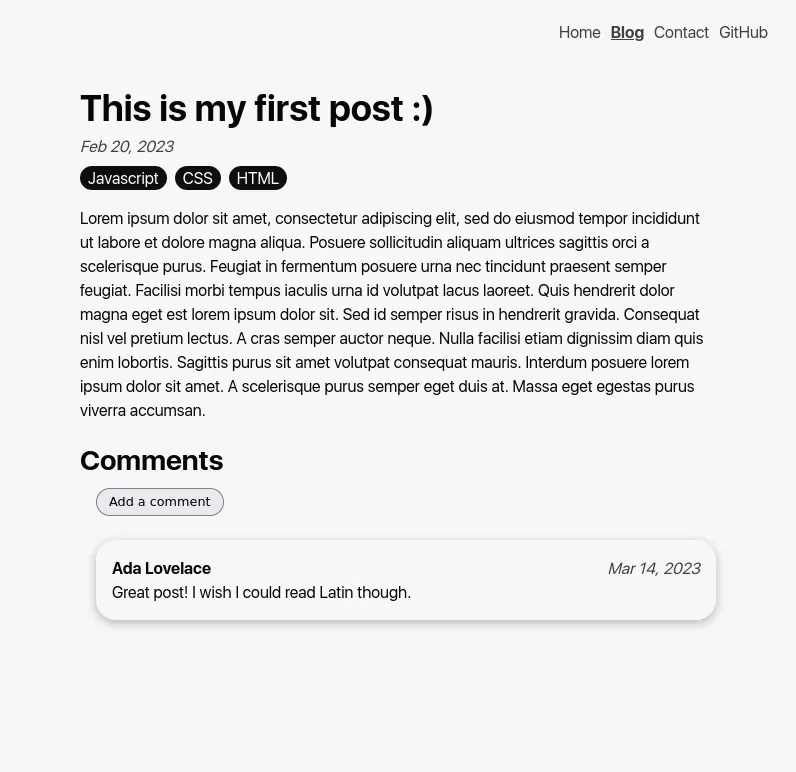 Home Blog Contact GitHub
This is my first post :)
Feb 20, 2023
Javascript CSS HTML
Lorem ipsum dolor sit amet, consectetur adipiscing elit, sed do eiusmod tempor incididunt
ut labore et dolore magna aliqua. Posuere sollicitudin aliquam ultrices sagittis orci a
scelerisque purus. Feugiat in fermentum posuere urna nec tincidunt praesent semper
feugiat. Facilisi morbi tempus iaculis urna id volutpat lacus laoreet. Quis hendrerit dolor
magna eget est lorem ipsum dolor sit. Sed id semper risus in hendrerit gravida. Consequat
nisl vel pretium lectus. A cras semper auctor neque. Nulla facilisi etiam dignissim diam quis
enim lobortis. Sagittis purus sit amet volutpat consequat mauris. Interdum posuere lorem
ipsum dolor sit amet. A scelerisque purus semper eget duis at. Massa eget egestas purus
viverra accumsan.
Comments
Add a comment
Ada Lovelace Mar 14, 2023
Great post! I wish I could read Latin though.